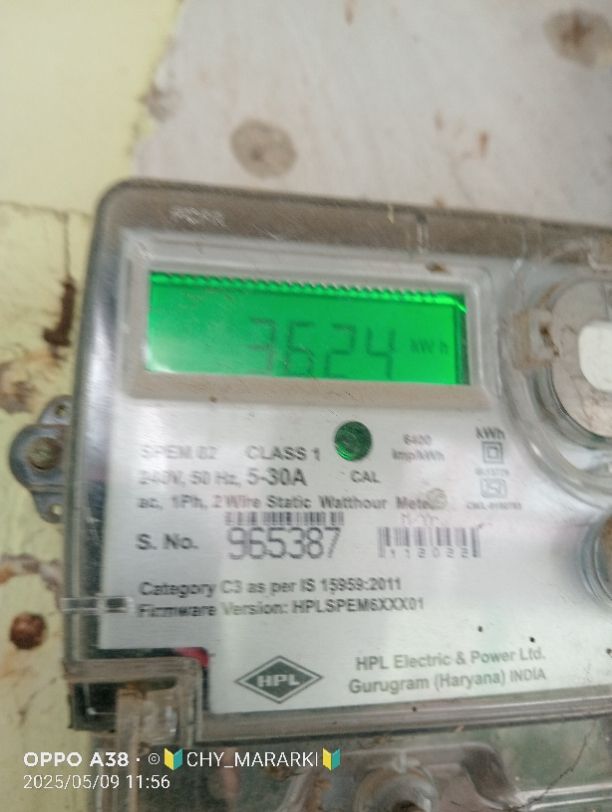 7624 kWh
SPEM 02 CLASS 1
6400 imp/kWh
kWh
240V, 50 Hz, 5-30A CAL
ac, 1Ph, 2 Wire Static Watthour Meter
S. No. 965387
112022
Category C3 as per IS 15959:2011
Firmware Version: HPLSPEM6XXX01
HPL
HPL Electric & Power Ltd.
Gurugram (Haryana) INDIA
OPPO A38 · ©🔰CHY_MARARKI🔰
2025/05/09 11:56